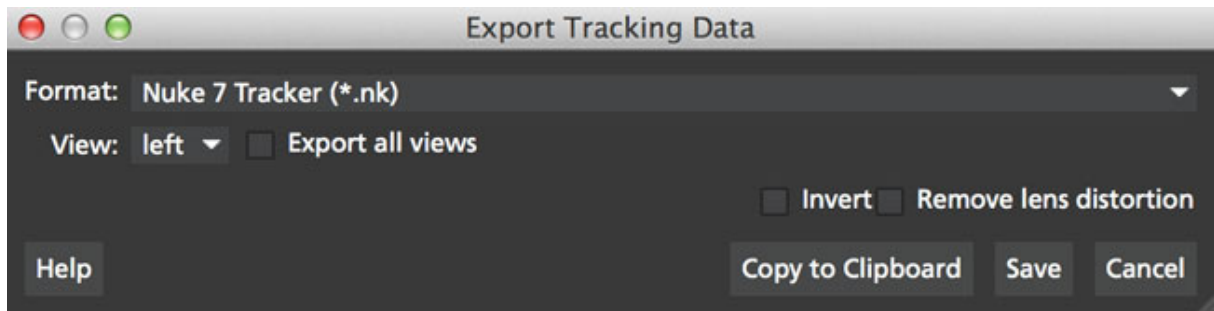 Export Tracking Data
Format: Nuke 7 Tracker (*.nk)
View: left Export all views
Invert Remove lens distortion
Help Copy to Clipboard Save Cancel